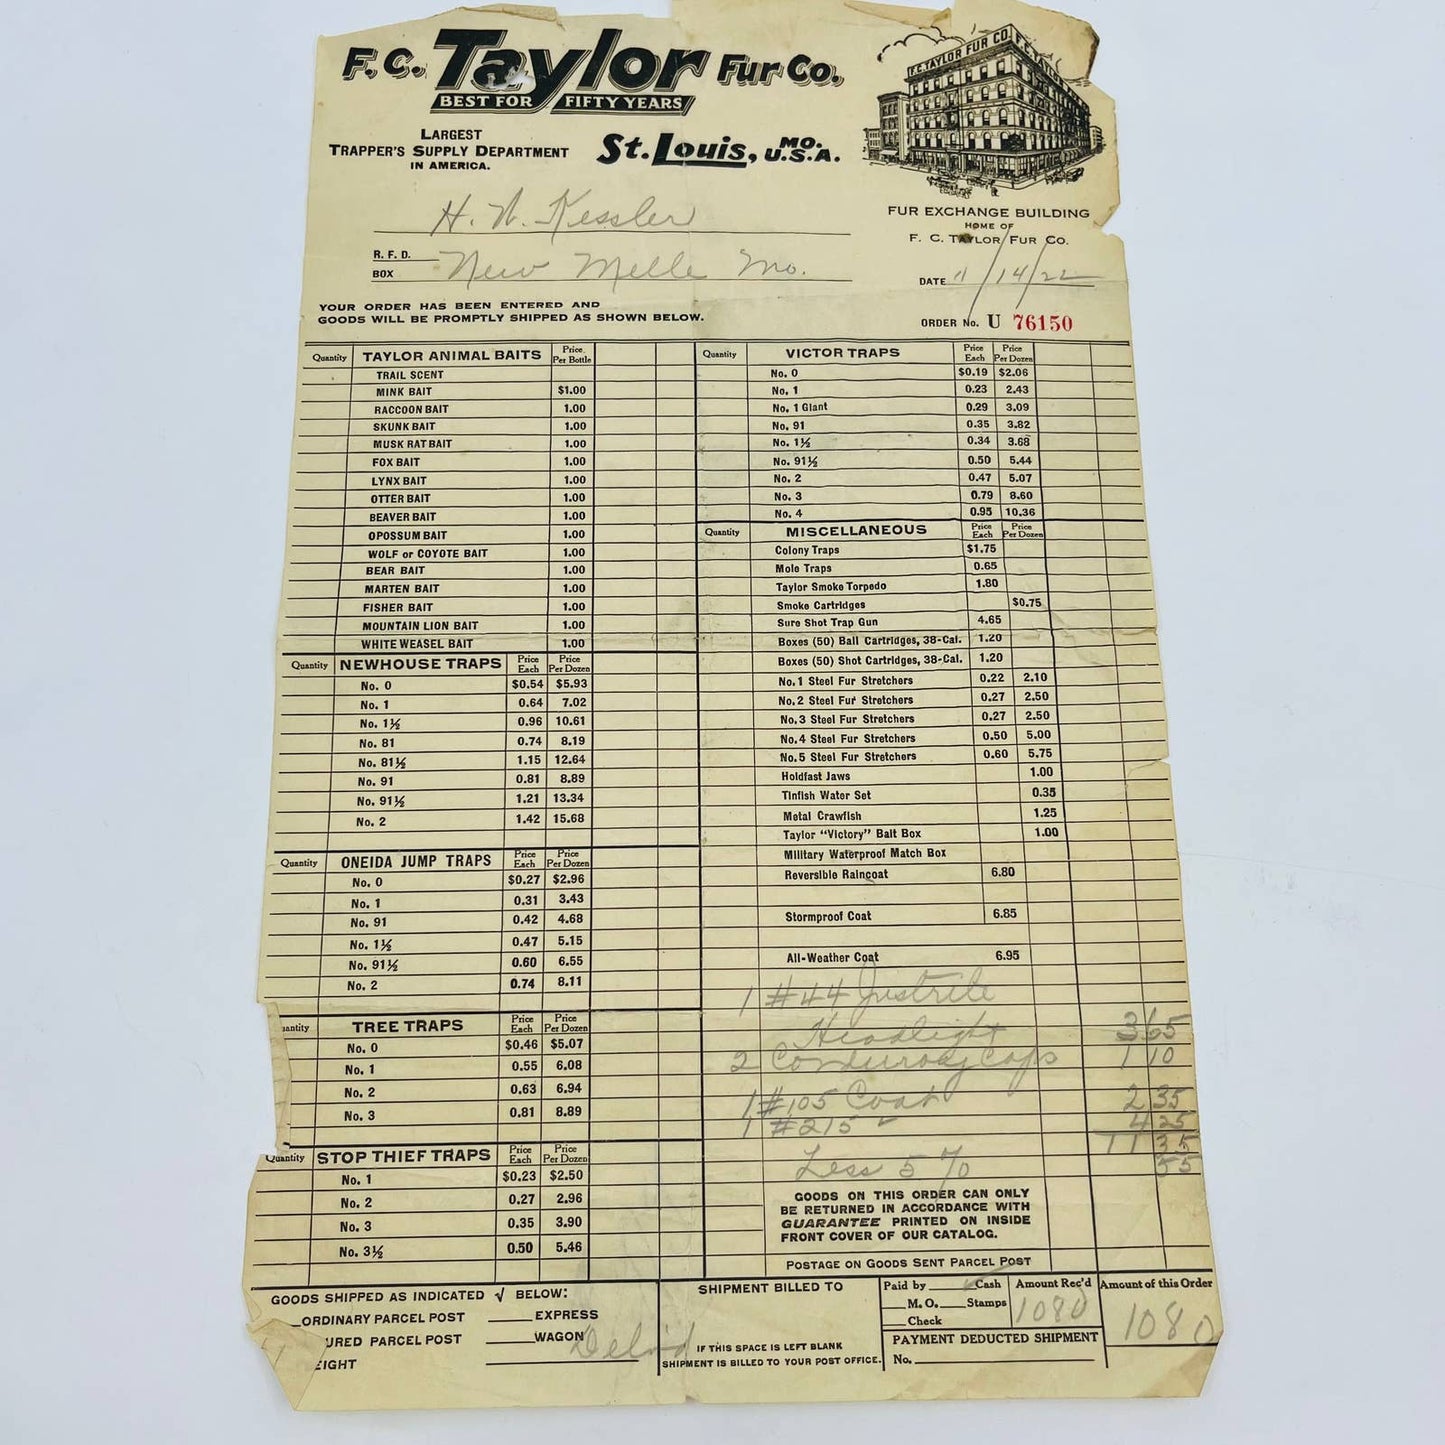 F. C. Taylor Fur Co.
BEST FOR FIFTY YEARS
LARGEST
TRAPPER'S SUPPLY DEPARTMENT
IN AMERICA.
St. Louis, MO. U.S.A.
F.C. TAYLOR FUR CO.
FUR EXCHANGE BUILDING
HOME OF
F. C. TAYLOR FUR CO.
H. N. Kessler
R. F. D.
BOX New Melle Mo.
DATE 11/14/22
YOUR ORDER HAS BEEN ENTERED AND
GOODS WILL BE PROMPTLY SHIPPED AS SHOWN BELOW.
ORDER No. U 76150
Quantity TAYLOR ANIMAL BAITS Price Per Bottle
TRAIL SCENT
MINK BAIT $1.00
RACCOON BAIT 1.00
SKUNK BAIT 1.00
MUSK RAT BAIT 1.00
FOX BAIT 1.00
LYNX BAIT 1.00
OTTER BAIT 1.00
BEAVER BAIT 1.00
OPOSSUM BAIT 1.00
WOLF or COYOTE BAIT 1.00
BEAR BAIT 1.00
MARTEN BAIT 1.00
FISHER BAIT 1.00
MOUNTAIN LION BAIT 1.00
WHITE WEASEL BAIT 1.00
Quantity NEWHOUSE TRAPS Price Each Price Per Dozen
No. 0 $0.54 $5.93
No. 1 0.64 7.02
No. 1½ 0.96 10.61
No. 81 0.74 8.19
No. 81½ 1.15 12.64
No. 91 0.81 8.89
No. 91½ 1.21 13.34
No. 2 1.42 15.68
Quantity ONEIDA JUMP TRAPS Price Each Price Per Dozen
No. 0 $0.27 $2.96
No. 1 0.31 3.43
No. 91 0.42 4.68
No. 1½ 0.47 5.15
No. 91½ 0.60 6.55
No. 2 0.74 8.11
antity TREE TRAPS Price Each Price Per Dozen
No. 0 $0.46 $5.07
No. 1 0.55 6.08
No. 2 0.63 6.94
No. 3 0.81 8.89
Quantity STOP THIEF TRAPS Price Each Price Per Dozen
No. 1 $0.23 $2.50
No. 2 0.27 2.96
No. 3 0.35 3.90
No. 3½ 0.50 5.46
Quantity VICTOR TRAPS Price Each Price Per Dozen
No. 0 $0.19 $2.06
No. 1 0.23 2.43
No. 1 Giant 0.29 3.09
No. 91 0.35 3.82
No. 1½ 0.34 3.68
No. 91½ 0.50 5.44
No. 2 0.47 5.07
No. 3 0.79 8.60
No. 4 0.95 10.36
Quantity MISCELLANEOUS Price Each Price Per Dozen
Colony Traps $1.75
Mole Traps 0.65
Taylor Smoke Torpedo 1.80
Smoke Cartridges $0.75
Sure Shot Trap Gun 4.65
Boxes (50) Ball Cartridges, 38-Cal. 1.20
Boxes (50) Shot Cartridges, 38-Cal. 1.20
No. 1 Steel Fur Stretchers 0.22 2.10
No. 2 Steel Fur Stretchers 0.27 2.50
No. 3 Steel Fur Stretchers 0.27 2.50
No. 4 Steel Fur Stretchers 0.50 5.00
No. 5 Steel Fur Stretchers 0.60 5.75
Holdfast Jaws 1.00
Tinfish Water Set 0.35
Metal Crawfish 1.25
Taylor "Victory" Bait Box 1.00
Military Waterproof Match Box
Reversible Raincoat 6.80
Stormproof Coat 6.85
All-Weather Coat 6.95
1 #44 Justrite
Headlight 3 65
2 Corduroy Caps 1 10
1 #105 Coat 2 35
1 #215 " 4 25
11 35
Less 5 % 55
GOODS ON THIS ORDER CAN ONLY
BE RETURNED IN ACCORDANCE WITH
GUARANTEE PRINTED ON INSIDE
FRONT COVER OF OUR CATALOG.
POSTAGE ON GOODS SENT PARCEL POST
GOODS SHIPPED AS INDICATED √ BELOW:
ORDINARY PARCEL POST EXPRESS
URED PARCEL POST WAGON
EIGHT
SHIPMENT BILLED TO
IF THIS SPACE IS LEFT BLANK
SHIPMENT IS BILLED TO YOUR POST OFFICE.
Paid by Cash
M. O. Stamps
Check
Amount Rec'd
1080
Amount of this Order
1080
PAYMENT DEDUCTED SHIPMENT
No.